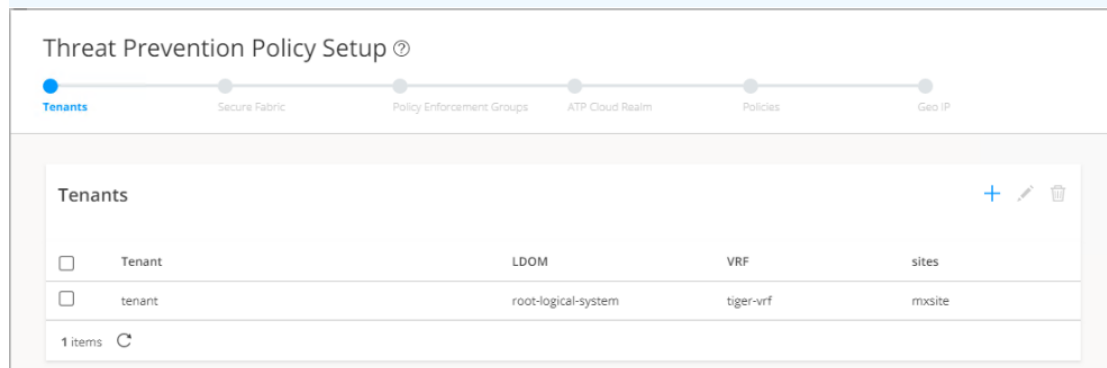 Threat Prevention Policy Setup ?
Tenants Secure Fabric Policy Enforcement Groups ATP Cloud Realm Policies Geo IP
Tenants
Tenant LDOM VRF sites
tenant root-logical-system tiger-vrf mxsite
1 items